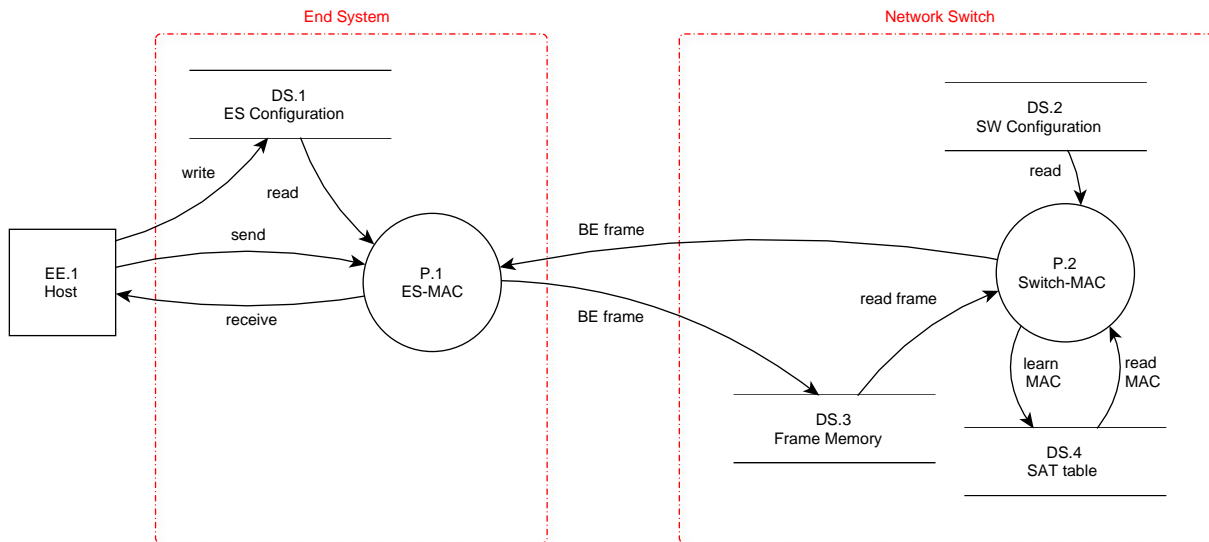 End System
Network Switch
DS.1
ES Configuration
DS.2
SW Configuration
write
read
read
send
EE.1
Host
P.1
ES-MAC
BE frame
P.2
Switch-MAC
receive
BE frame
read frame
learn
MAC
read
MAC
DS.3
Frame Memory
DS.4
SAT table